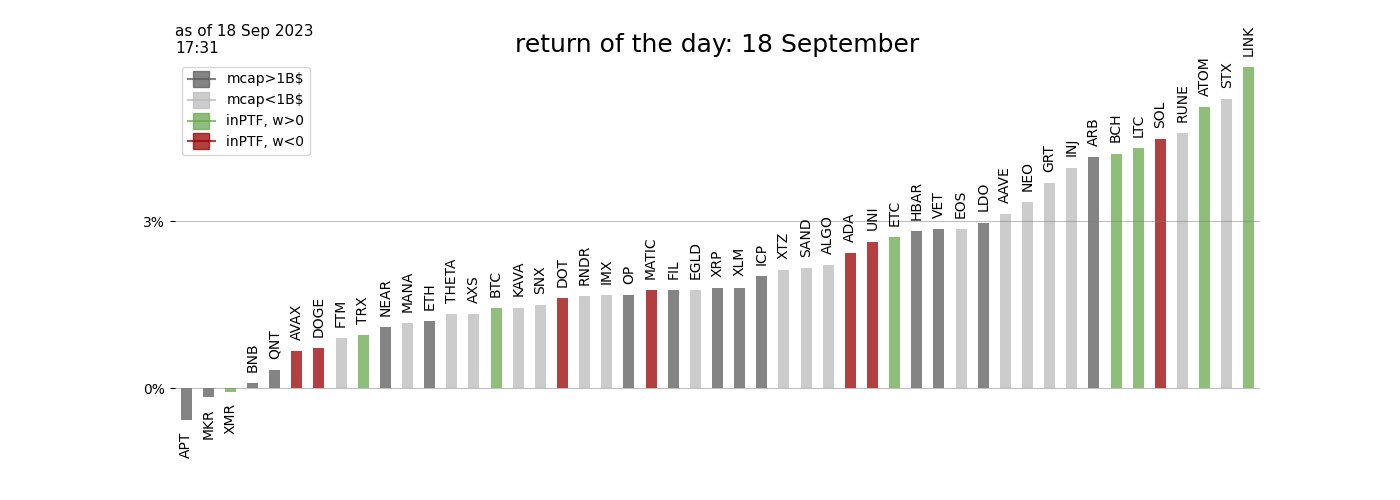 as of 18 Sep 2023
17:31
return of the day: 18 September
mcap>1B$
mcap<1B$
inPTF, w>0
inPTF, w<0
3%
0%
APT
MKR
XMR
BNB
QNT
AVAX
DOGE
FTM
TRX
NEAR
MANA
ETH
THETA
AXS
BTC
KAVA
SNX
DOT
RNDR
IMX
OP
MATIC
FIL
EGLD
XRP
XLM
ICP
XTZ
SAND
ALGO
ADA
UNI
ETC
HBAR
VET
EOS
LDO
AAVE
NEO
GRT
INJ
ARB
BCH
LTC
SOL
RUNE
ATOM
STX
LINK